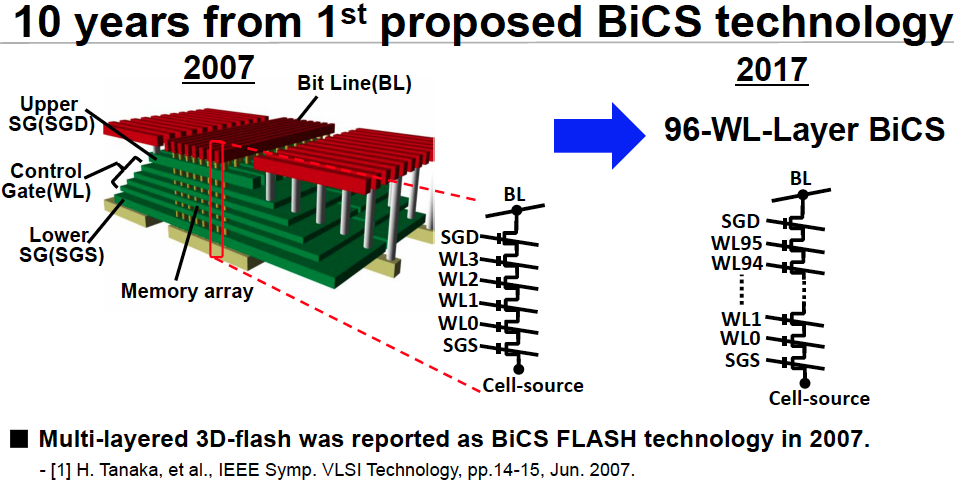 10 years from 1st proposed BiCS technology
2007
Bit Line(BL)
Upper
SG(SGD)
Control
Gate(WL)
Lower
SG(SGS)
Memory array
BL
SGD
WL3
WL2
WL1
WL0
SGS
Cell-source
2017
96-WL-Layer BiCS
BL
SGD
WL95
WL94
WL1
WL0
SGS
Cell-source
■ Multi-layered 3D-flash was reported as BiCS FLASH technology in 2007.
- [1] H. Tanaka, et al., IEEE Symp. VLSI Technology, pp.14-15, Jun. 2007.